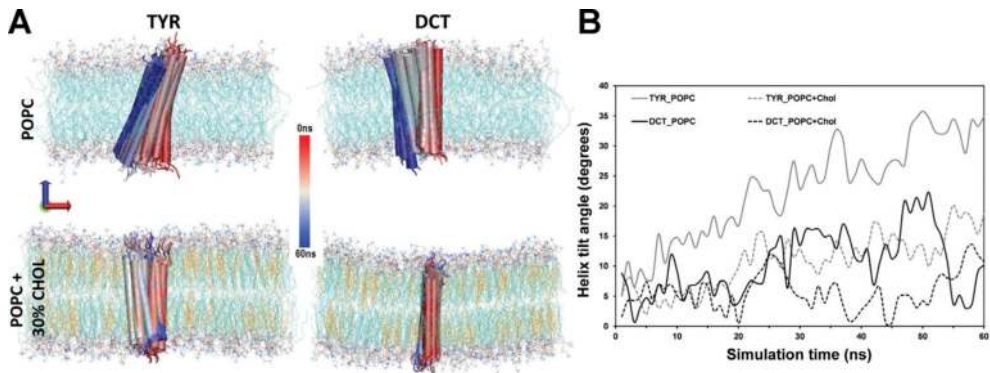 A
TYR
DCT
POPC
0ns
60ns
POPC +
30% CHOL
B
Helix tilt angle (degrees)
40
35
30
25
20
15
10
5
0
TYR_POPC
TYR_POPC+Chol
DCT_POPC
DCT_POPC+Chol
0 10 20 30 40 50 60
Simulation time (ns)